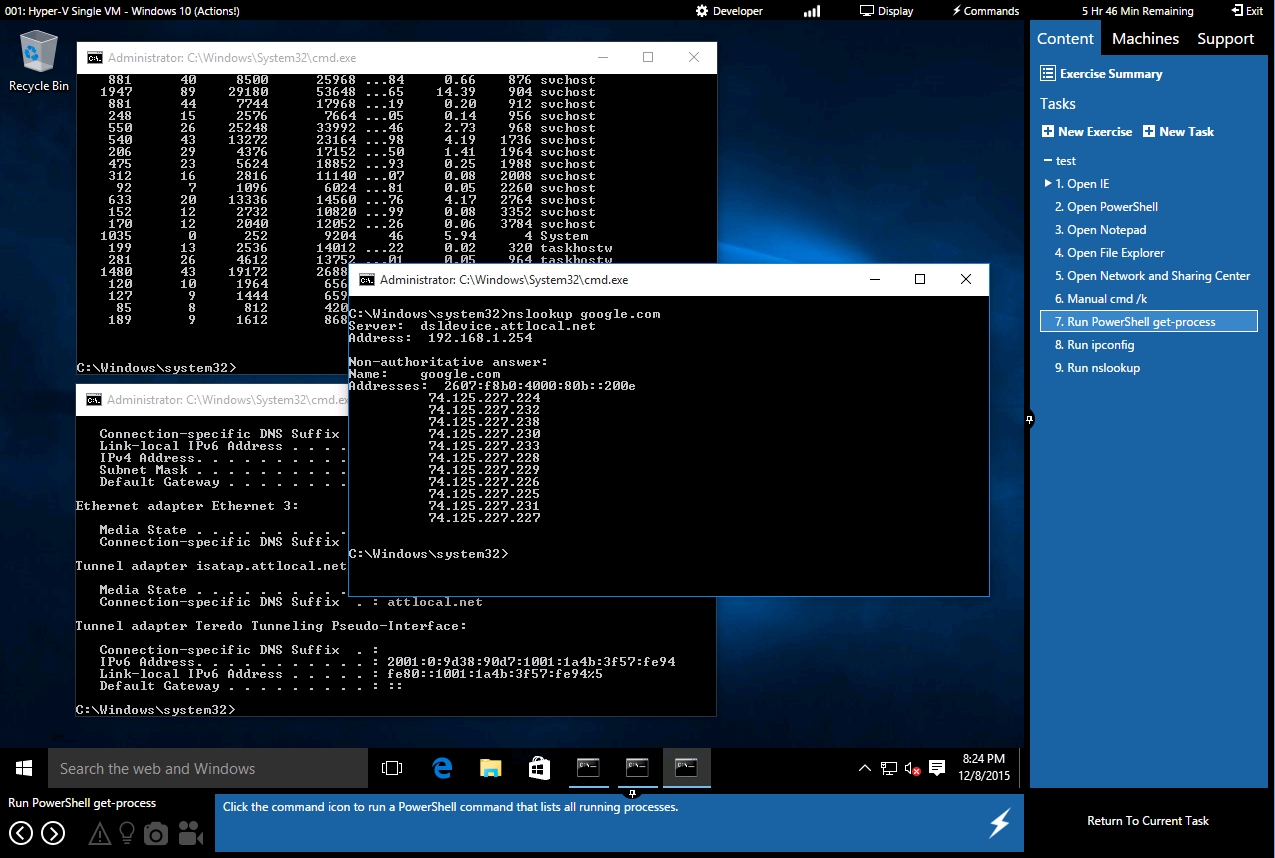 001: Hyper-V Single VM - Windows 10 (Actions!)
Developer
Display
Commands
5 Hr 46 Min Remaining
Exit
Recycle Bin
Administrator: C:\Windows\System32\cmd.exe
881 40 8500 25968 ...84 0.66 876 svchost
1947 89 29180 53648 ...65 14.39 904 svchost
881 44 7744 17968 ...19 0.20 912 svchost
248 15 2576 7664 ...05 0.14 956 svchost
550 26 25248 33992 ...46 2.73 968 svchost
540 43 13272 23164 ...98 4.19 1736 svchost
206 29 4376 17152 ...50 1.41 1964 svchost
475 23 5624 18852 ...93 0.25 1988 svchost
312 16 2816 11140 ...07 0.08 2008 svchost
92 7 1096 6024 ...81 0.05 2260 svchost
633 20 13336 14560 ...76 4.17 2764 svchost
152 12 2732 10820 ...99 0.08 3352 svchost
170 12 2040 12052 ...26 0.06 3784 svchost
1035 0 252 9204 46 5.94 4 System
199 13 2536 14012 ...22 0.02 320 taskhostw
281 26 4612 13752 ...01 0.05 964 taskhostw
1480 43 19172 2688
120 10 1964 656
127 9 1444 659
85 8 812 420
189 9 1612 868
C:\Windows\system32>
Administrator: C:\Windows\System32\cmd.exe
C:\Windows\system32>nslookup google.com
Server: dsldevice.attlocal.net
Address: 192.168.1.254
Non-authoritative answer:
Name: google.com
Addresses: 2607:f8b0:4000:80b::200e
74.125.227.224
74.125.227.232
74.125.227.238
74.125.227.230
74.125.227.233
74.125.227.228
74.125.227.229
74.125.227.226
74.125.227.225
74.125.227.231
74.125.227.227
C:\Windows\system32>
Administrator: C:\Windows\System32\cmd.ex
Connection-specific DNS Suffix
Link-local IPv6 Address . . . .
IPv4 Address. . . . . . . . . .
Subnet Mask . . . . . . . . . .
Default Gateway . . . . . . . .
Ethernet adapter Ethernet 3:
Media State . . . . . . . . . .
Connection-specific DNS Suffix
Tunnel adapter isatap.attlocal.net
Media State . . . . . . . . . .
Connection-specific DNS Suffix . : attlocal.net
Tunnel adapter Teredo Tunneling Pseudo-Interface:
Connection-specific DNS Suffix . :
IPv6 Address. . . . . . . . . . . : 2001:0:9d38:90d7:1001:1a4b:3f57:fe94
Link-local IPv6 Address . . . . . : fe80::1001:1a4b:3f57:fe94%5
Default Gateway . . . . . . . . . : ::
C:\Windows\system32>
Search the web and Windows
8:24 PM
12/8/2015
Content Machines Support
Exercise Summary
Tasks
New Exercise New Task
test
1. Open IE
2. Open PowerShell
3. Open Notepad
4. Open File Explorer
5. Open Network and Sharing Center
6. Manual cmd /k
7. Run PowerShell get-process
8. Run ipconfig
9. Run nslookup
Run PowerShell get-process
Click the command icon to run a PowerShell command that lists all running processes.
Return To Current Task